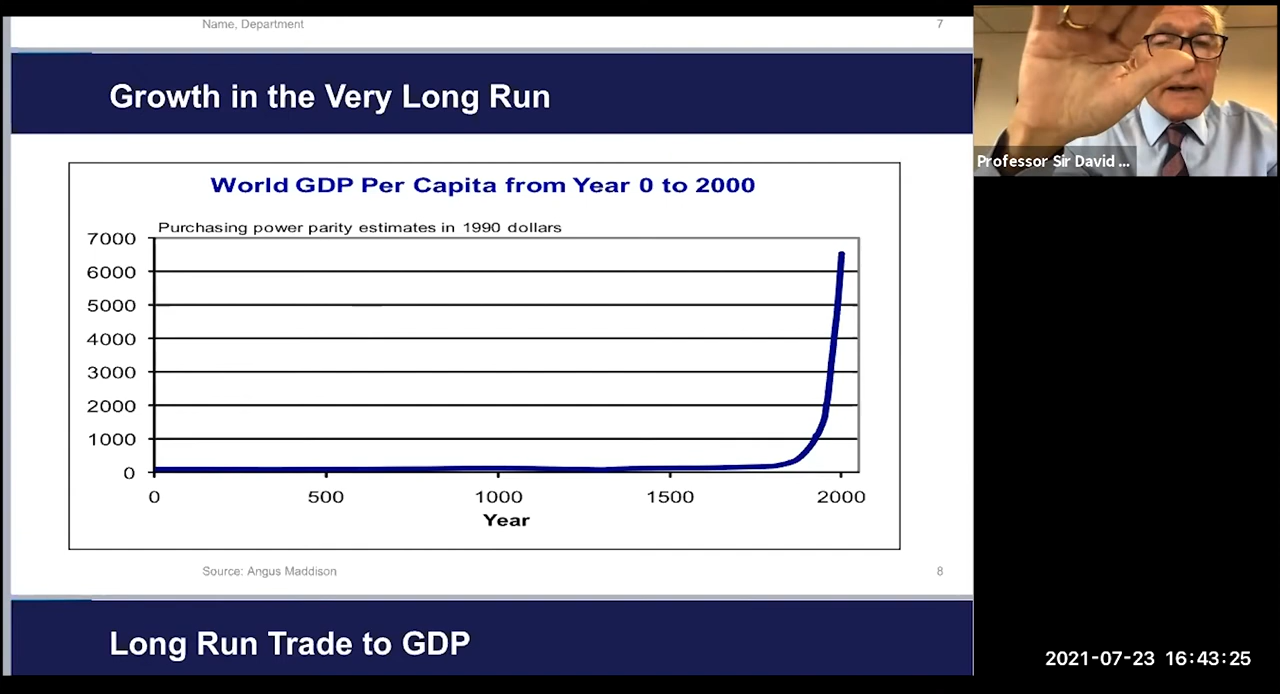 Name, Department
7
Growth in the Very Long Run
World GDP Per Capita from Year 0 to 2000
Purchasing power parity estimates in 1990 dollars
7000
6000
5000
4000
3000
2000
1000
0
0 500 1000 1500 2000
Year
Source: Angus Maddison
8
Long Run Trade to GDP
Professor Sir David ...
2021-07-23 16:43:25